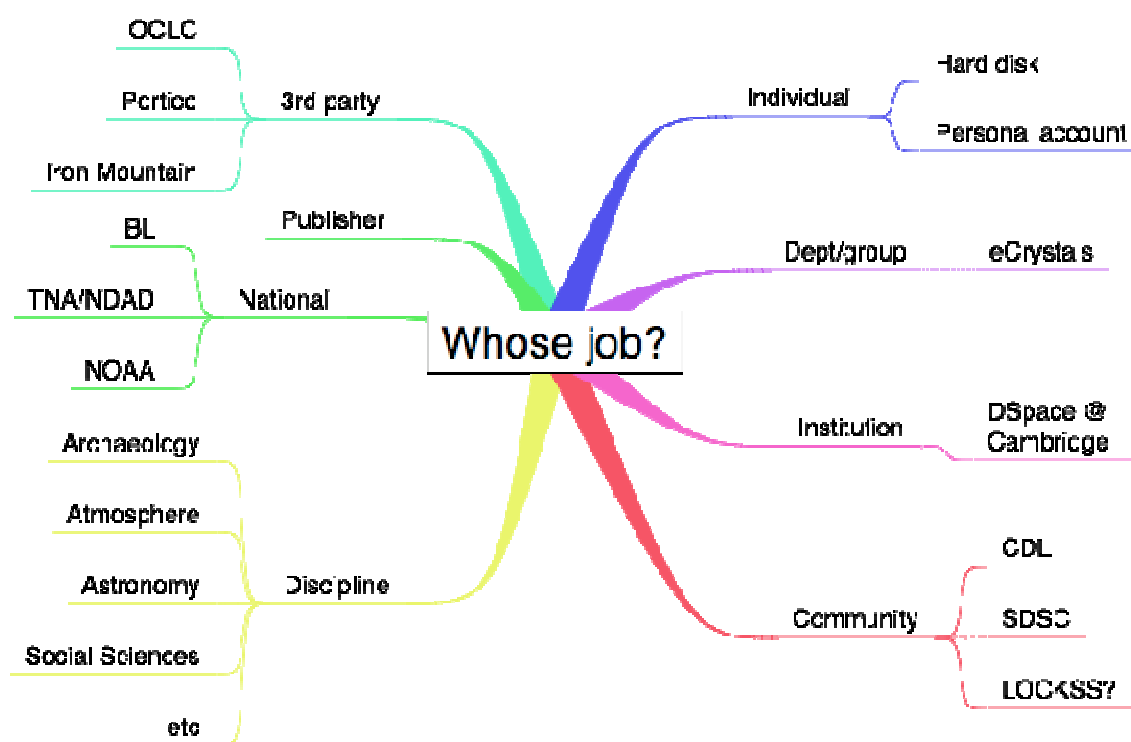 OCLC
Portico
3rd party
Iron Mountain
Publisher
BL
TNA/NDAD
National
NOAA
Archaeology
Atmosphere
Astronomy
Discipline
Social Sciences
etc
Whose job?
Individual
Hard disk
Personal account
Dept/group
eCrystals
Institution
DSpace @
Cambridge
Community
CDL
SDSC
LOCKSS?